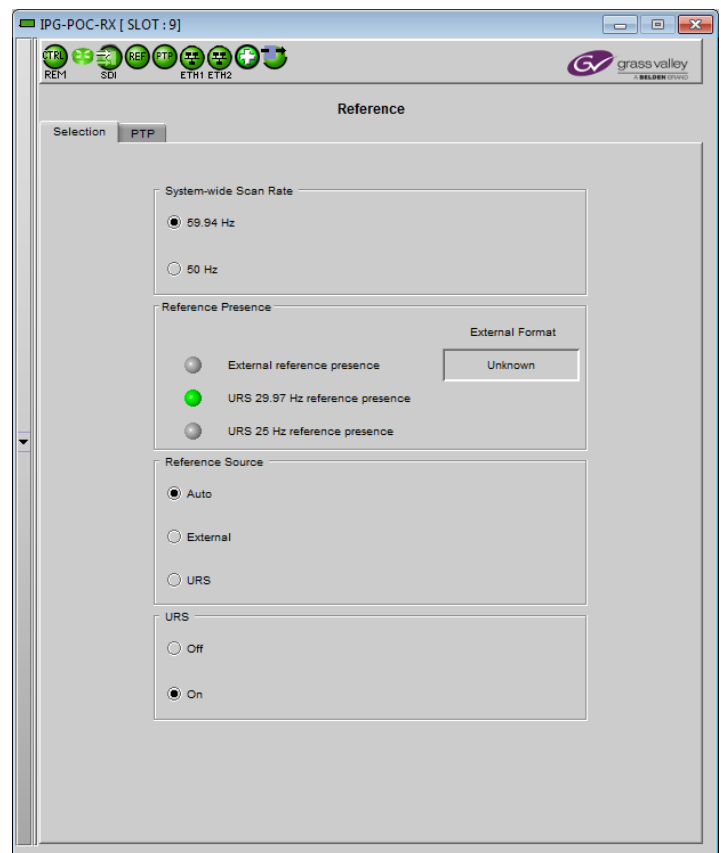 IPG-POC-RX [ SLOT : 9]
CTRL REF PTP
REM SDI ETH1 ETH2
grass valley
A BELDEN BRAND
Reference
Selection PTP
System-wide Scan Rate
59.94 Hz
50 Hz
Reference Presence
External Format
External reference presence Unknown
URS 29.97 Hz reference presence
URS 25 Hz reference presence
Reference Source
Auto
External
URS
URS
Off
On